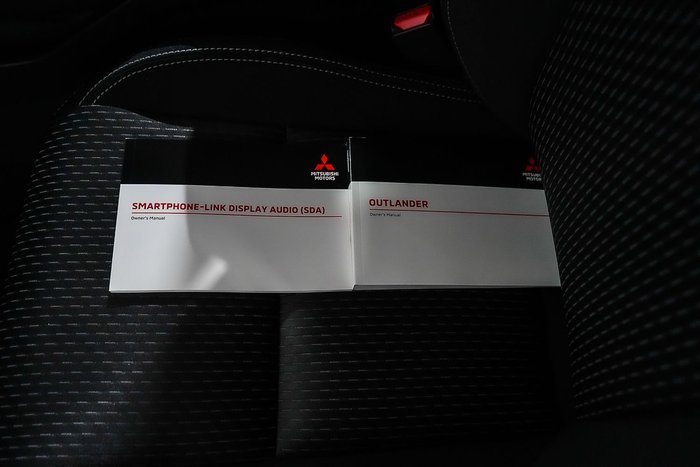 MITSUBISHI
MOTORS
SMARTPHONE-LINK DISPLAY AUDIO (SDA)
Owner's Manual
MITSUBISHI
MOTORS
OUTLANDER
Owner's Manual